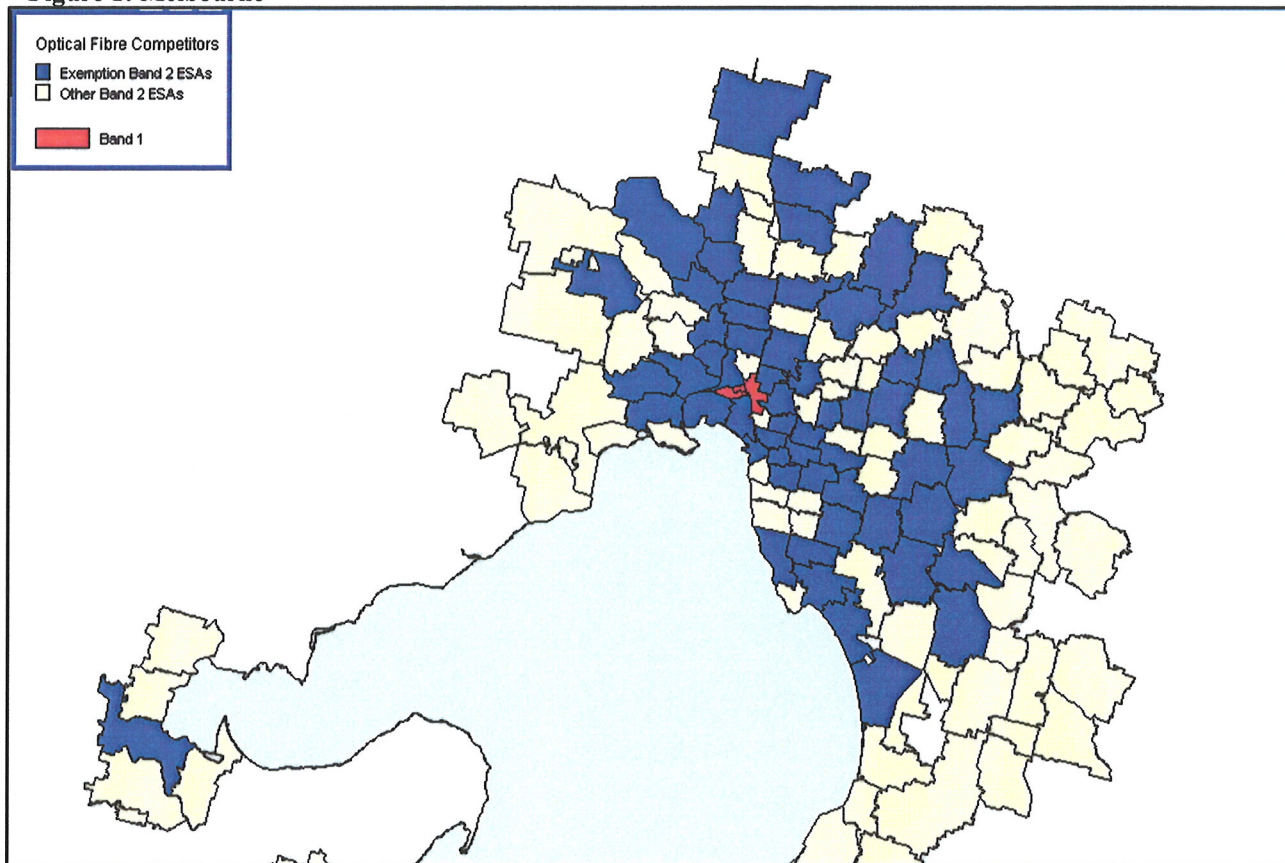 Optical Fibre Competitors
Exemption Band 2 ESAs
Other Band 2 ESAs
Band 1